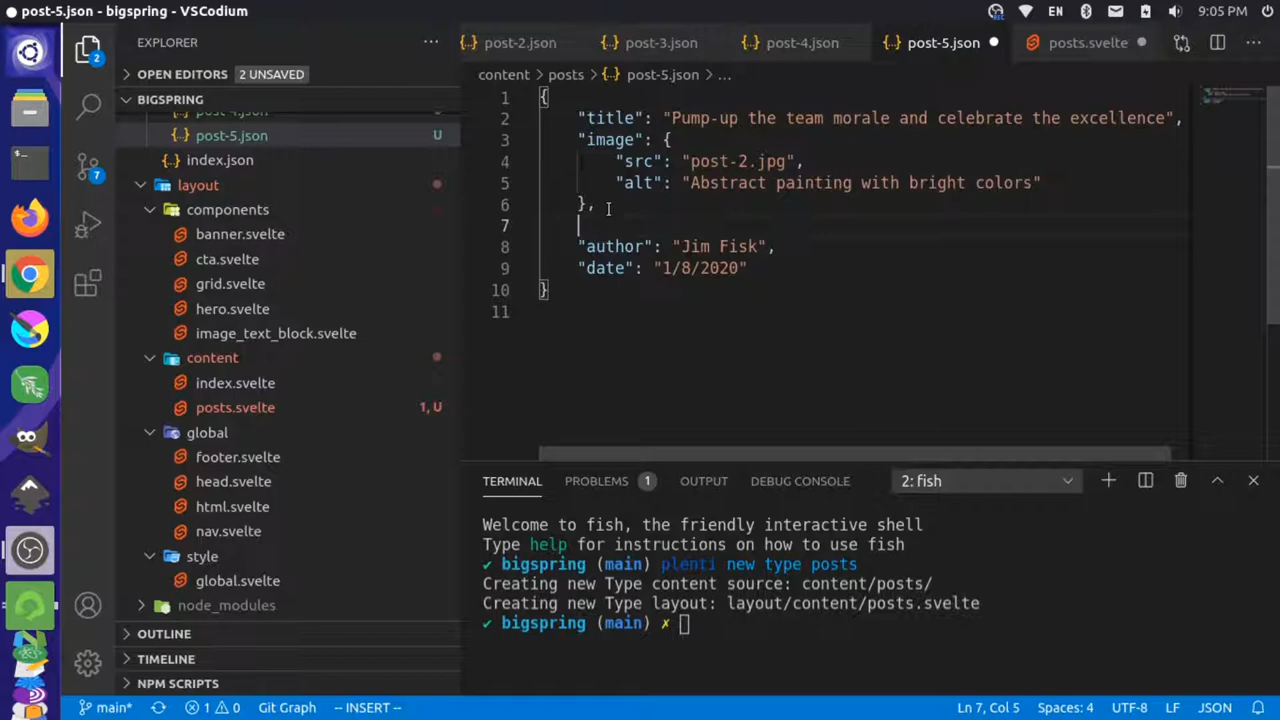 post-5.json - bigspring - VSCodium
EN
9:05 PM
EXPLORER
post-2.json
post-3.json
post-4.json
post-5.json
posts.svelte
2
OPEN EDITORS 2 UNSAVED
content > posts > post-5.json > ...
BIGSPRING
post-4.json
post-5.json U
index.json
layout
components
banner.svelte
cta.svelte
grid.svelte
hero.svelte
image_text_block.svelte
content
index.svelte
posts.svelte 1, U
global
footer.svelte
head.svelte
html.svelte
nav.svelte
style
global.svelte
node_modules
OUTLINE
TIMELINE
NPM SCRIPTS
7
1 {
2 "title": "Pump-up the team morale and celebrate the excellence",
3 "image": {
4 "src": "post-2.jpg",
5 "alt": "Abstract painting with bright colors"
6 },
7
8 "author": "Jim Fisk",
9 "date": "1/8/2020"
10 }
11
TERMINAL PROBLEMS 1 OUTPUT DEBUG CONSOLE 2: fish
Welcome to fish, the friendly interactive shell
Type help for instructions on how to use fish
✔ bigspring (main) plenti new type posts
Creating new Type content source: content/posts/
Creating new Type layout: layout/content/posts.svelte
✔ bigspring (main) ✗
main* 1 0 Git Graph -- INSERT -- Ln 7, Col 5 Spaces: 4 UTF-8 LF JSON